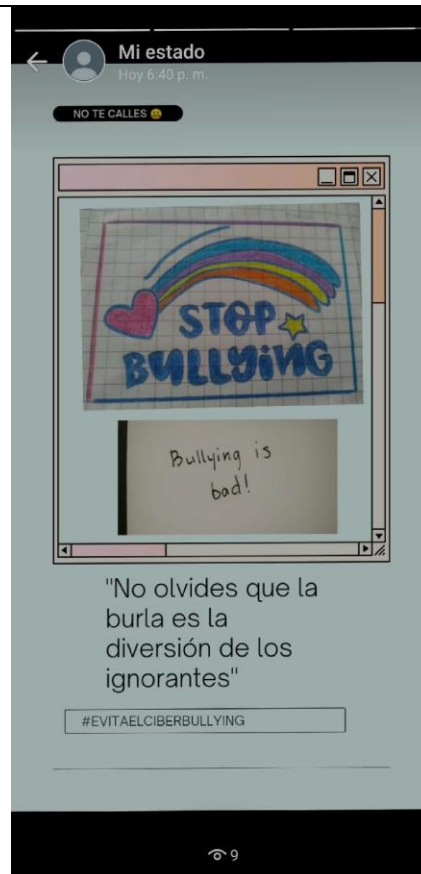 Mi estado
Hoy 6:40 p. m.
NO TE CALLES 🤐
STOP
BULLYING
Bullying is
bad!
"No olvides que la
burla es la
diversión de los
ignorantes"
#EVITAELCIBERBULLYING
9